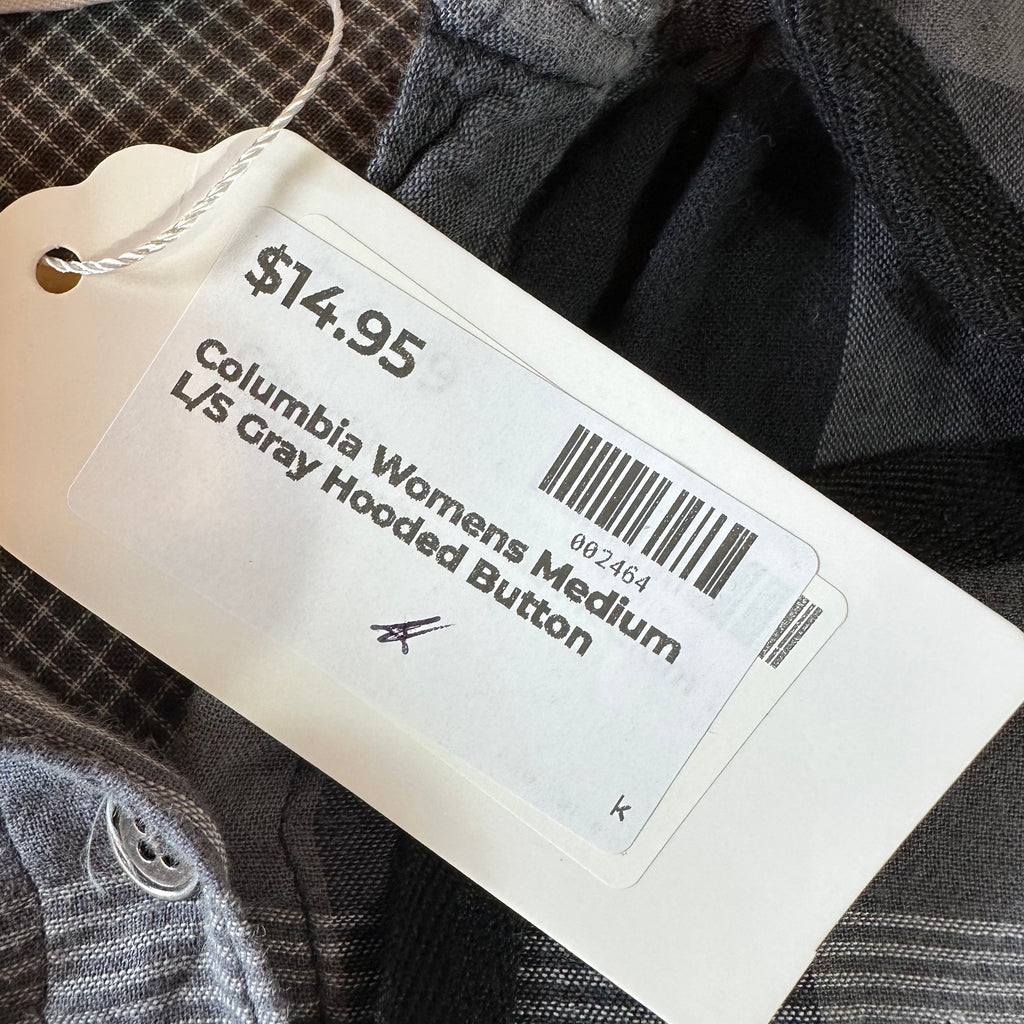 $14.95
Columbia Womens Medium
L/S Gray Hooded Button
002464
k